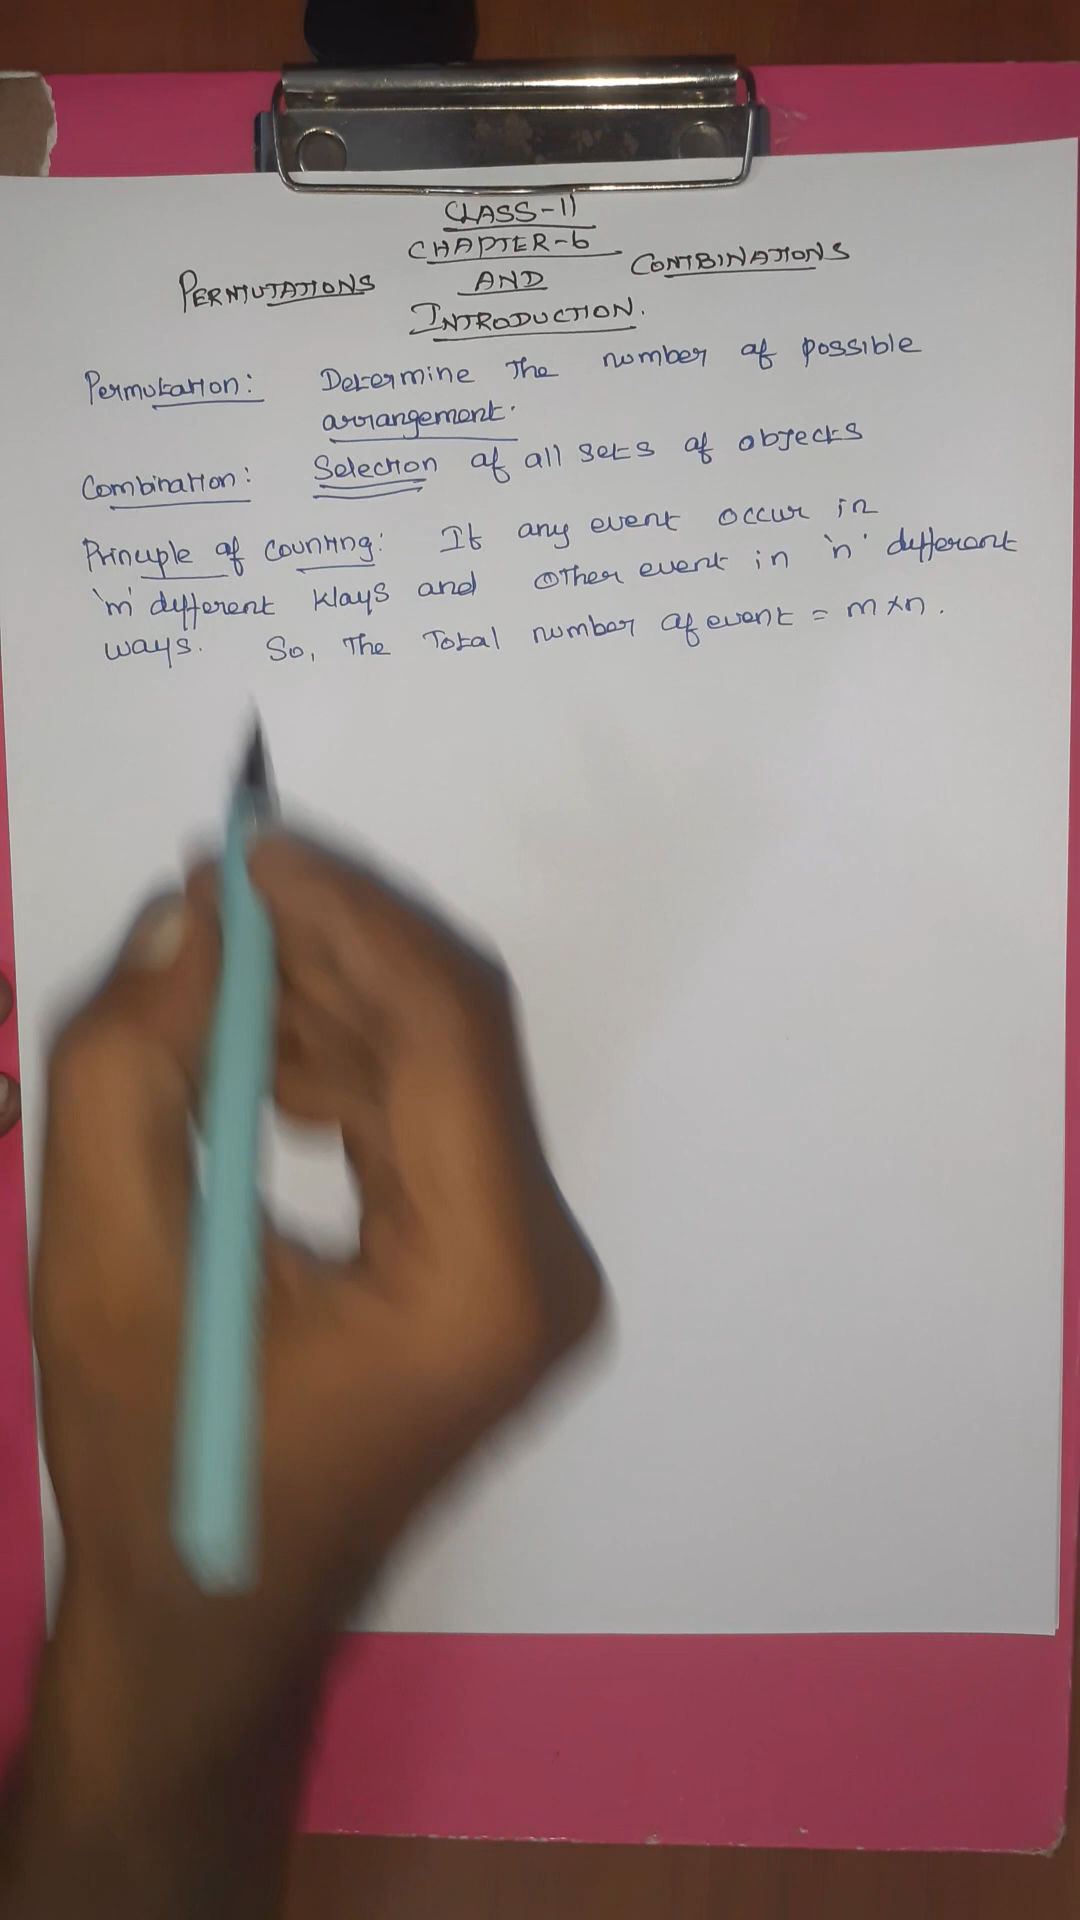 CLASS-11
CHAPTER-6
PERMUTATIONS AND COMBINATIONS
INTRODUCTION.
Permutation: Determine The number of possible
arrangement.
Combination: Selection of all sets of objects
Principle of counting: If any event occur in
'm' different ways and other event in 'n' different
ways. So, The Total number of event = m×n.